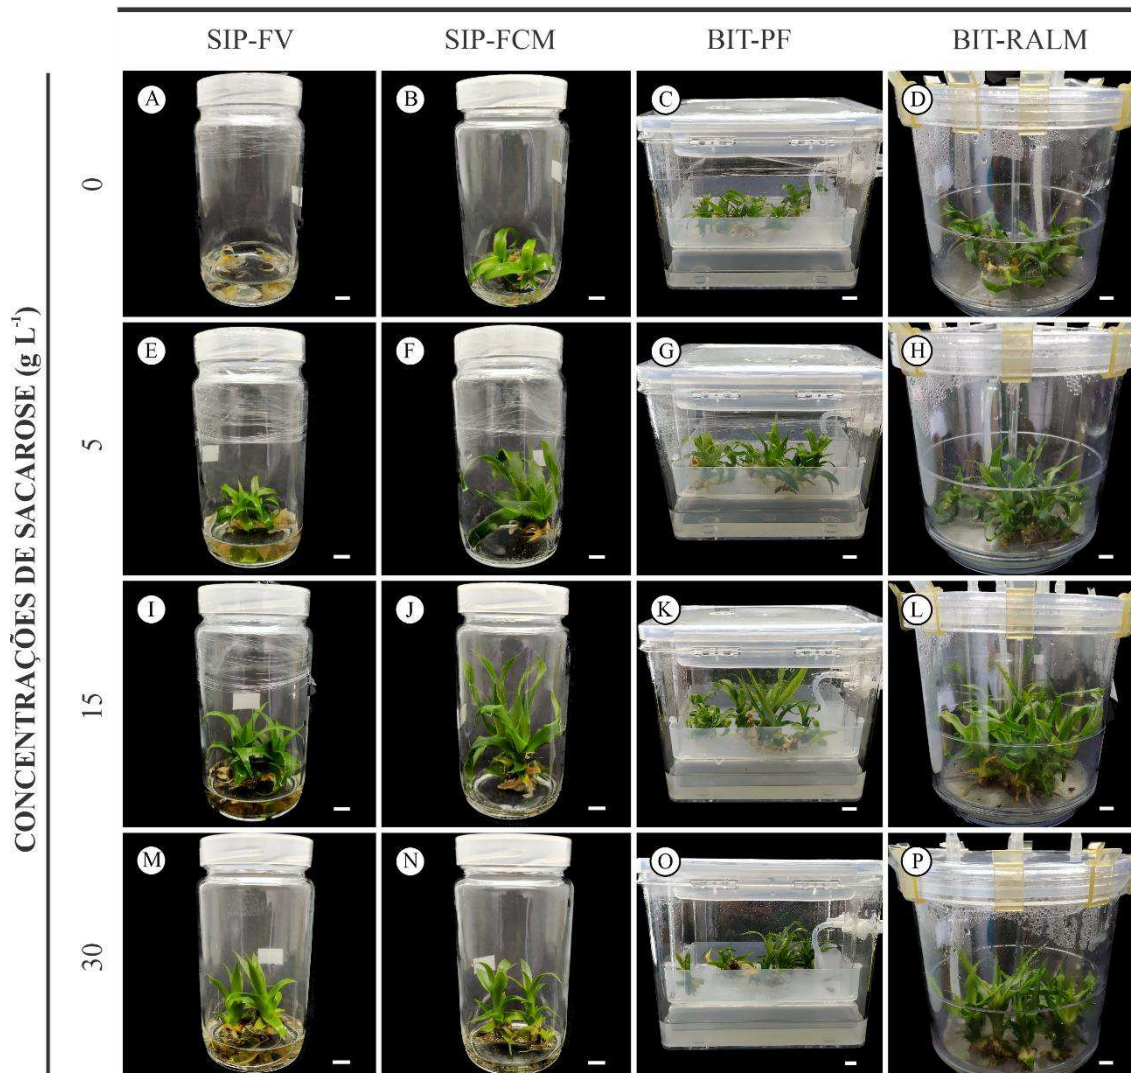 SIP-FV SIP-FCM BIT-PF BIT-RALM
CONCENTRAÇÕES DE SACAROSE (g L⁻¹)
0
A B C D
5
E F G H
15
I J K L
30
M N O P